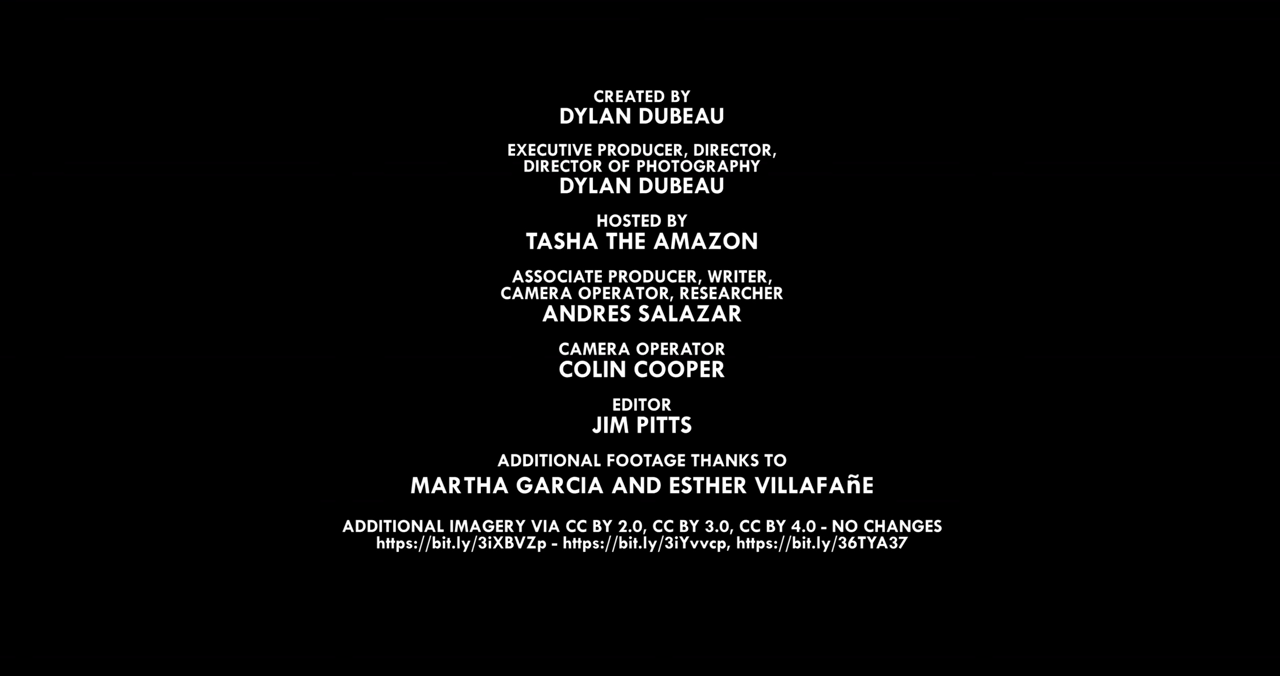 CREATED BY
DYLAN DUBEAU
EXECUTIVE PRODUCER, DIRECTOR,
DIRECTOR OF PHOTOGRAPHY
DYLAN DUBEAU
HOSTED BY
TASHA THE AMAZON
ASSOCIATE PRODUCER, WRITER,
CAMERA OPERATOR, RESEARCHER
ANDRES SALAZAR
CAMERA OPERATOR
COLIN COOPER
EDITOR
JIM PITTS
ADDITIONAL FOOTAGE THANKS TO
MARTHA GARCIA AND ESTHER VILLAFAñE
ADDITIONAL IMAGERY VIA CC BY 2.0, CC BY 3.0, CC BY 4.0 - NO CHANGES
https://bit.ly/3iXBVZp - https://bit.ly/3iYvvcp, https://bit.ly/36TYA37